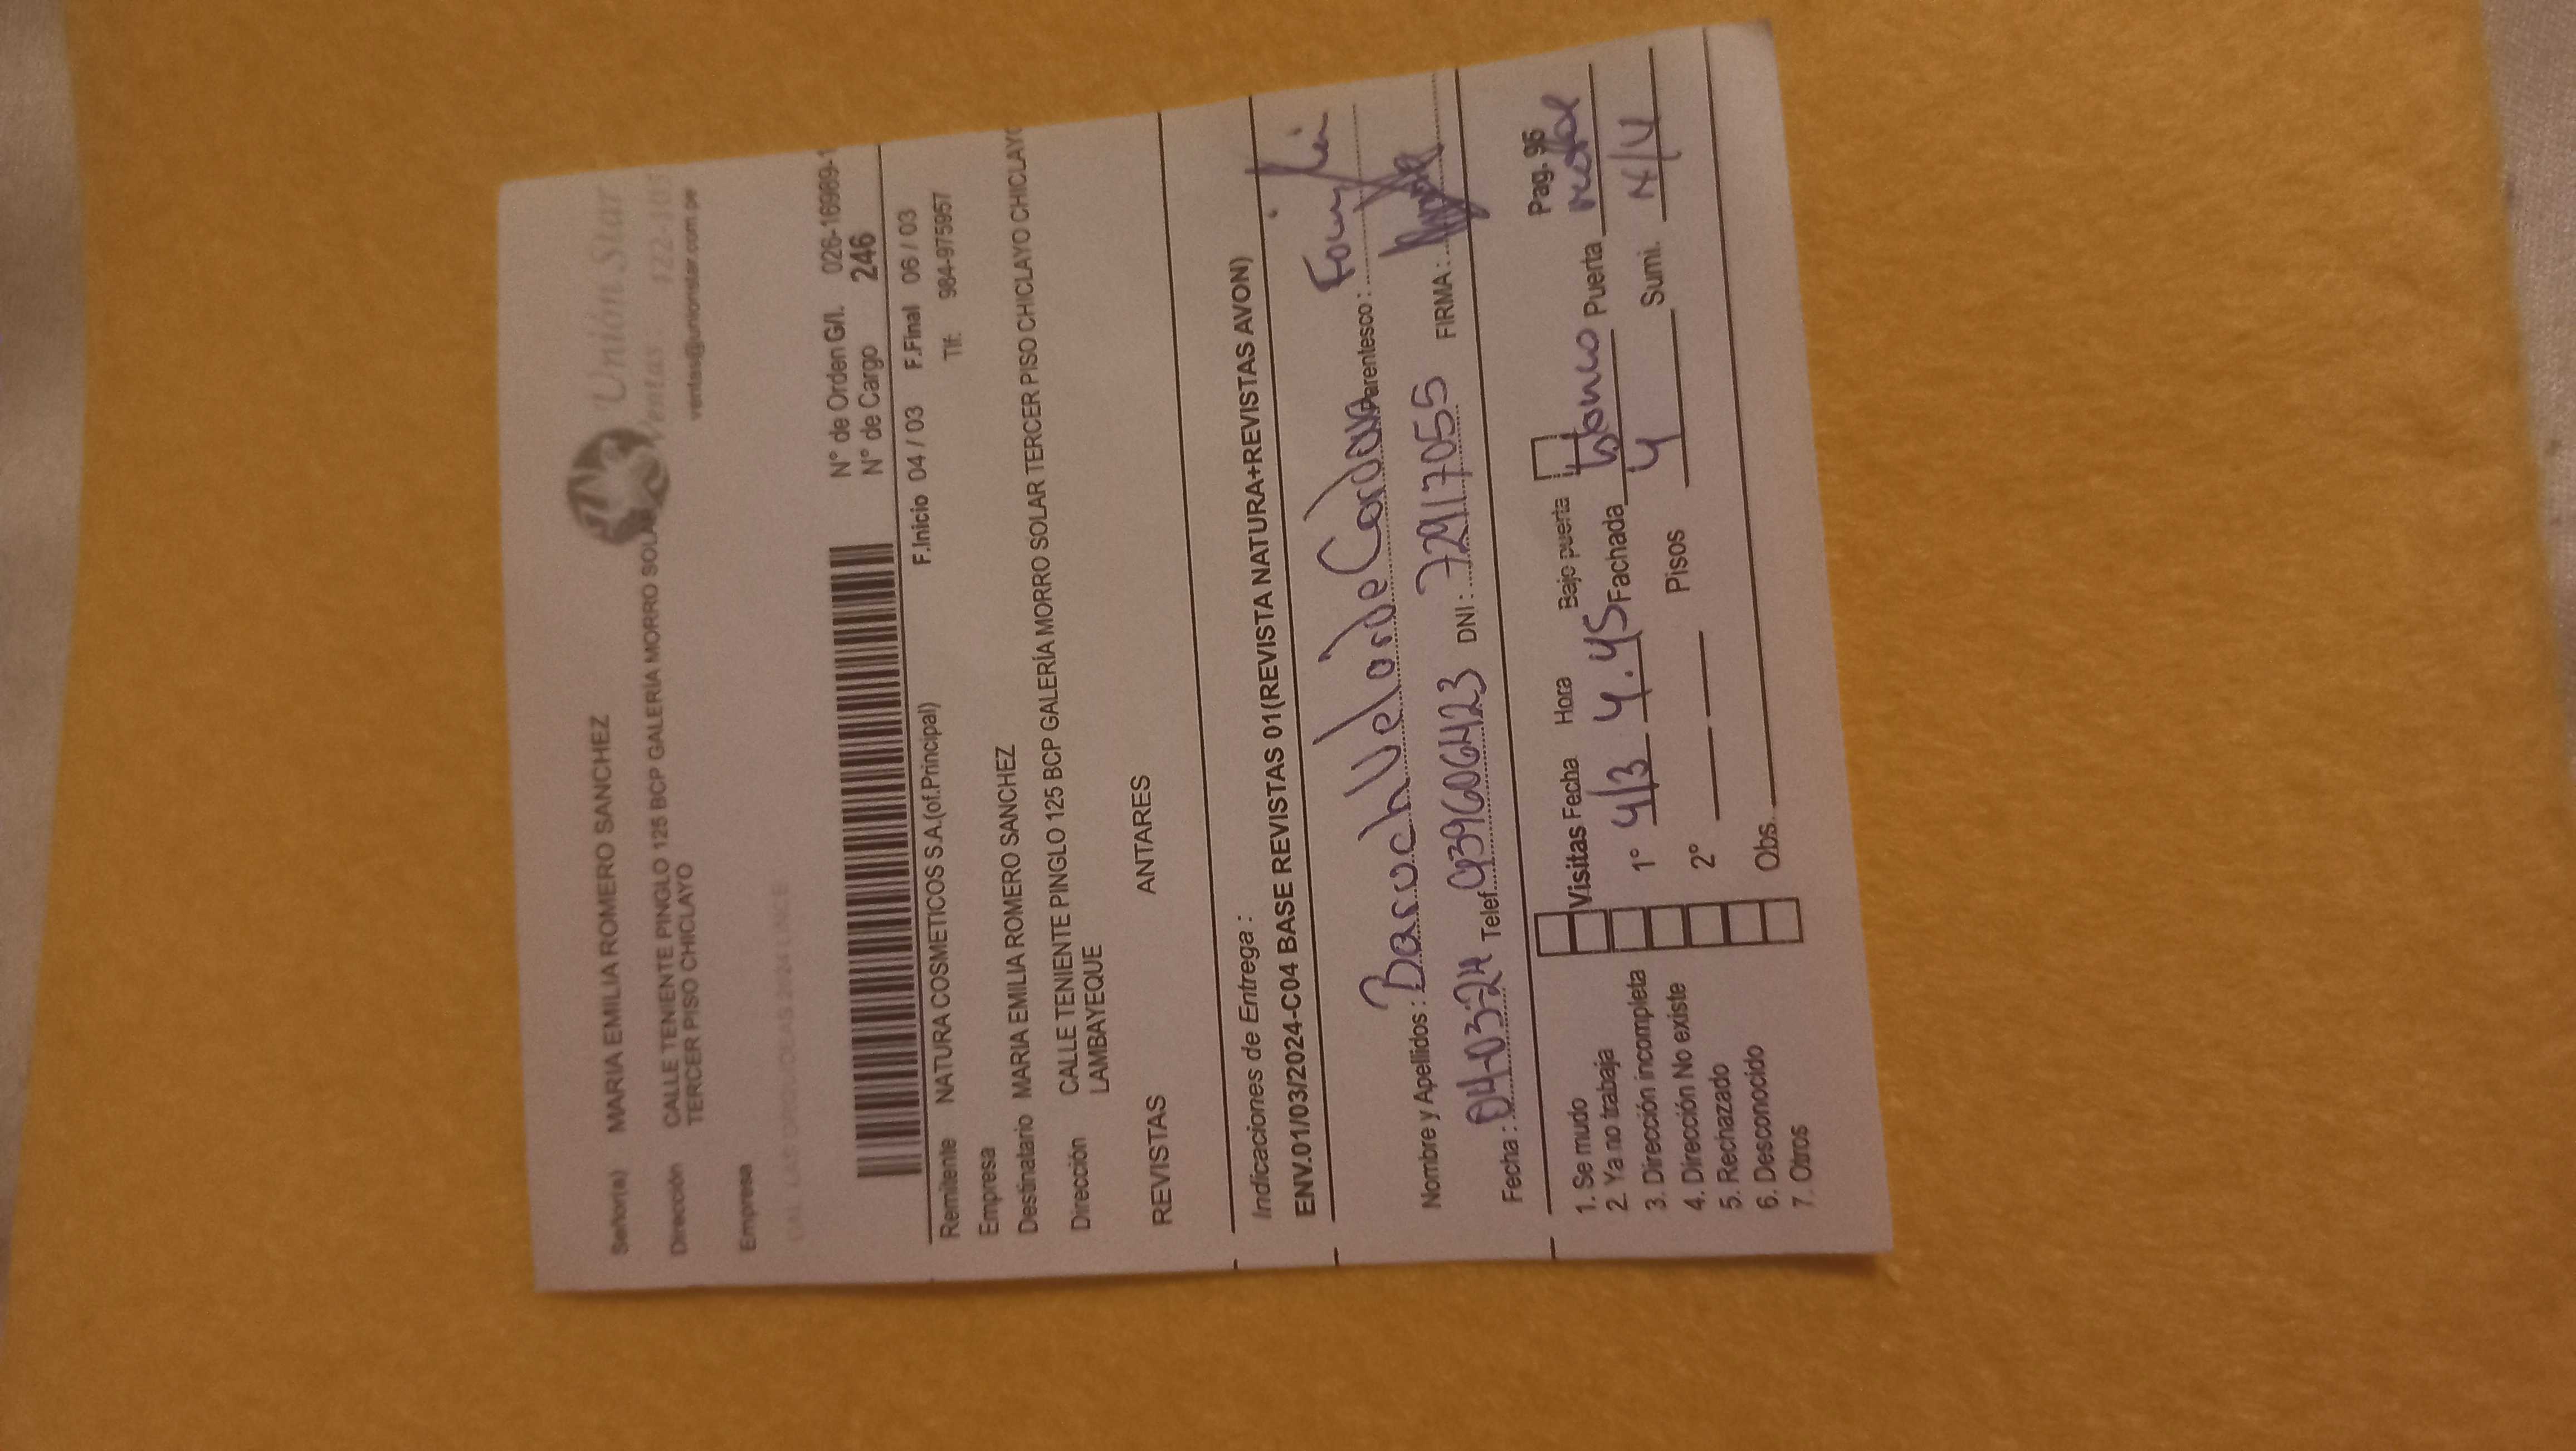 Unión Star
Ventas 422-105
ventas@unionstar.com.pe
Señor(a) MARIA EMILIA ROMERO SANCHEZ
Dirección CALLE TENIENTE PINGLO 125 BCP GALERÍA MORRO SOLAR
TERCER PISO CHICLAYO
Empresa
N° de Orden G/I. 026-16989-1
N° de Cargo 246
F.Inicio 04 / 03 F.Final 06 / 03
Remitente NATURA COSMETICOS S.A.(of.Principal) Tlf: 984-975957
Empresa
Destinatario MARIA EMILIA ROMERO SANCHEZ
Dirección CALLE TENIENTE PINGLO 125 BCP GALERÍA MORRO SOLAR TERCER PISO CHICLAYO CHICLAYO
LAMBAYEQUE
REVISTAS ANTARES
Indicaciones de Entrega :
ENV.01/03/2024-C04 BASE REVISTAS 01(REVISTA NATURA+REVISTAS AVON)
Nombre y Apellidos : Baruch Velarde Cordova Parentesco :
Fecha : 04-03-24 Telef. 939606423 DNI : 72917055 FIRMA :
Pag. 96
1. Se mudo Visitas Fecha Hora Bajo puerta
2. Ya no trabaja 1° 4/3 4.45 Fachada blanco Puerta
3. Dirección incompleta 2° Pisos 4 Sumi. N/V
4. Dirección No existe
5. Rechazado Obs.
6. Desconocido
7. Otros